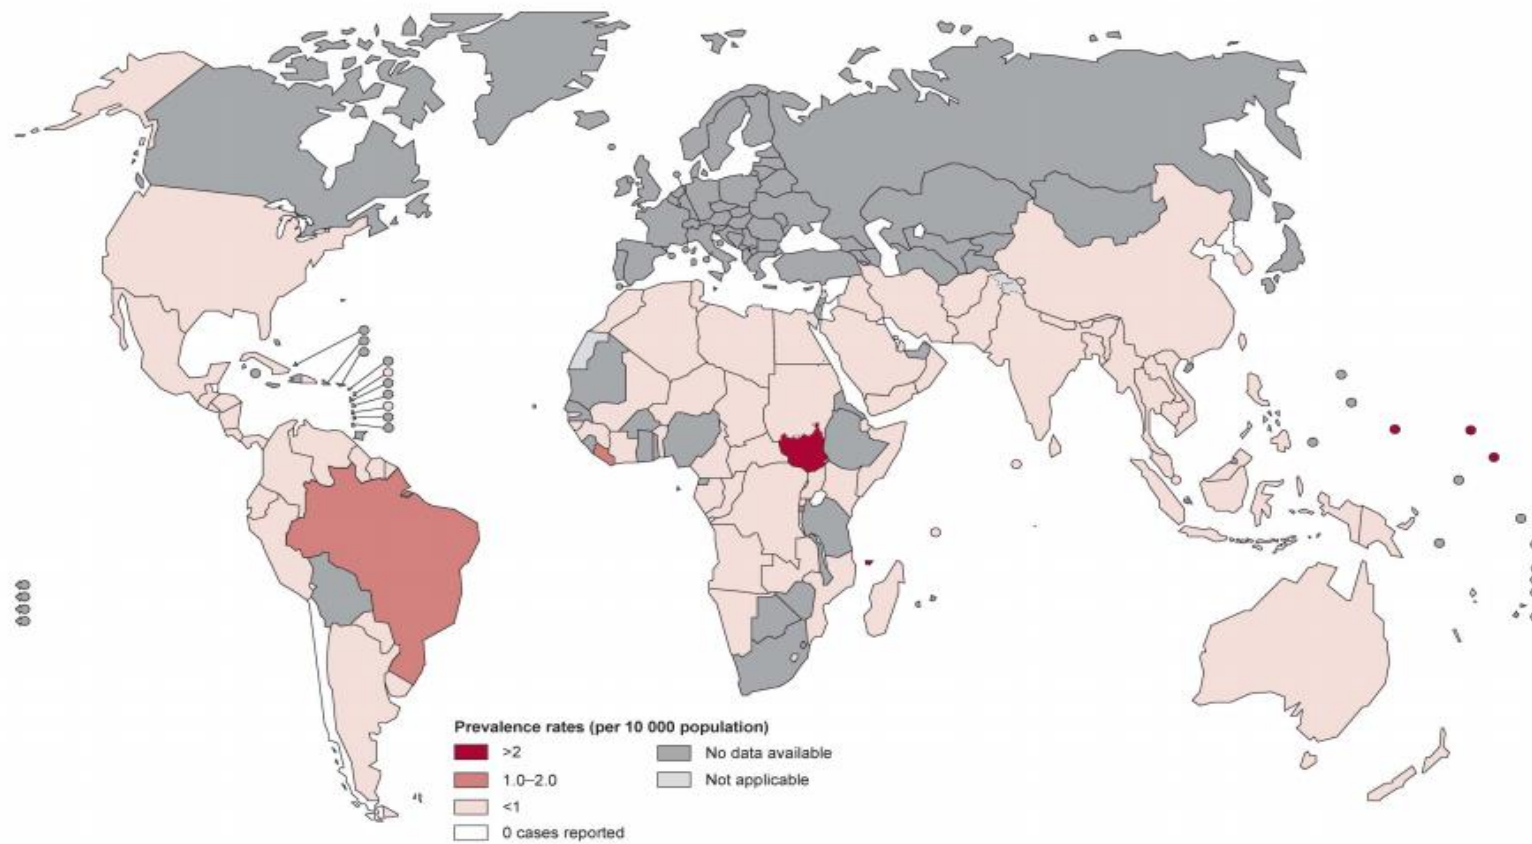 Prevalence rates (per 10 000 population)
>2
1.0–2.0
<1
0 cases reported
No data available
Not applicable